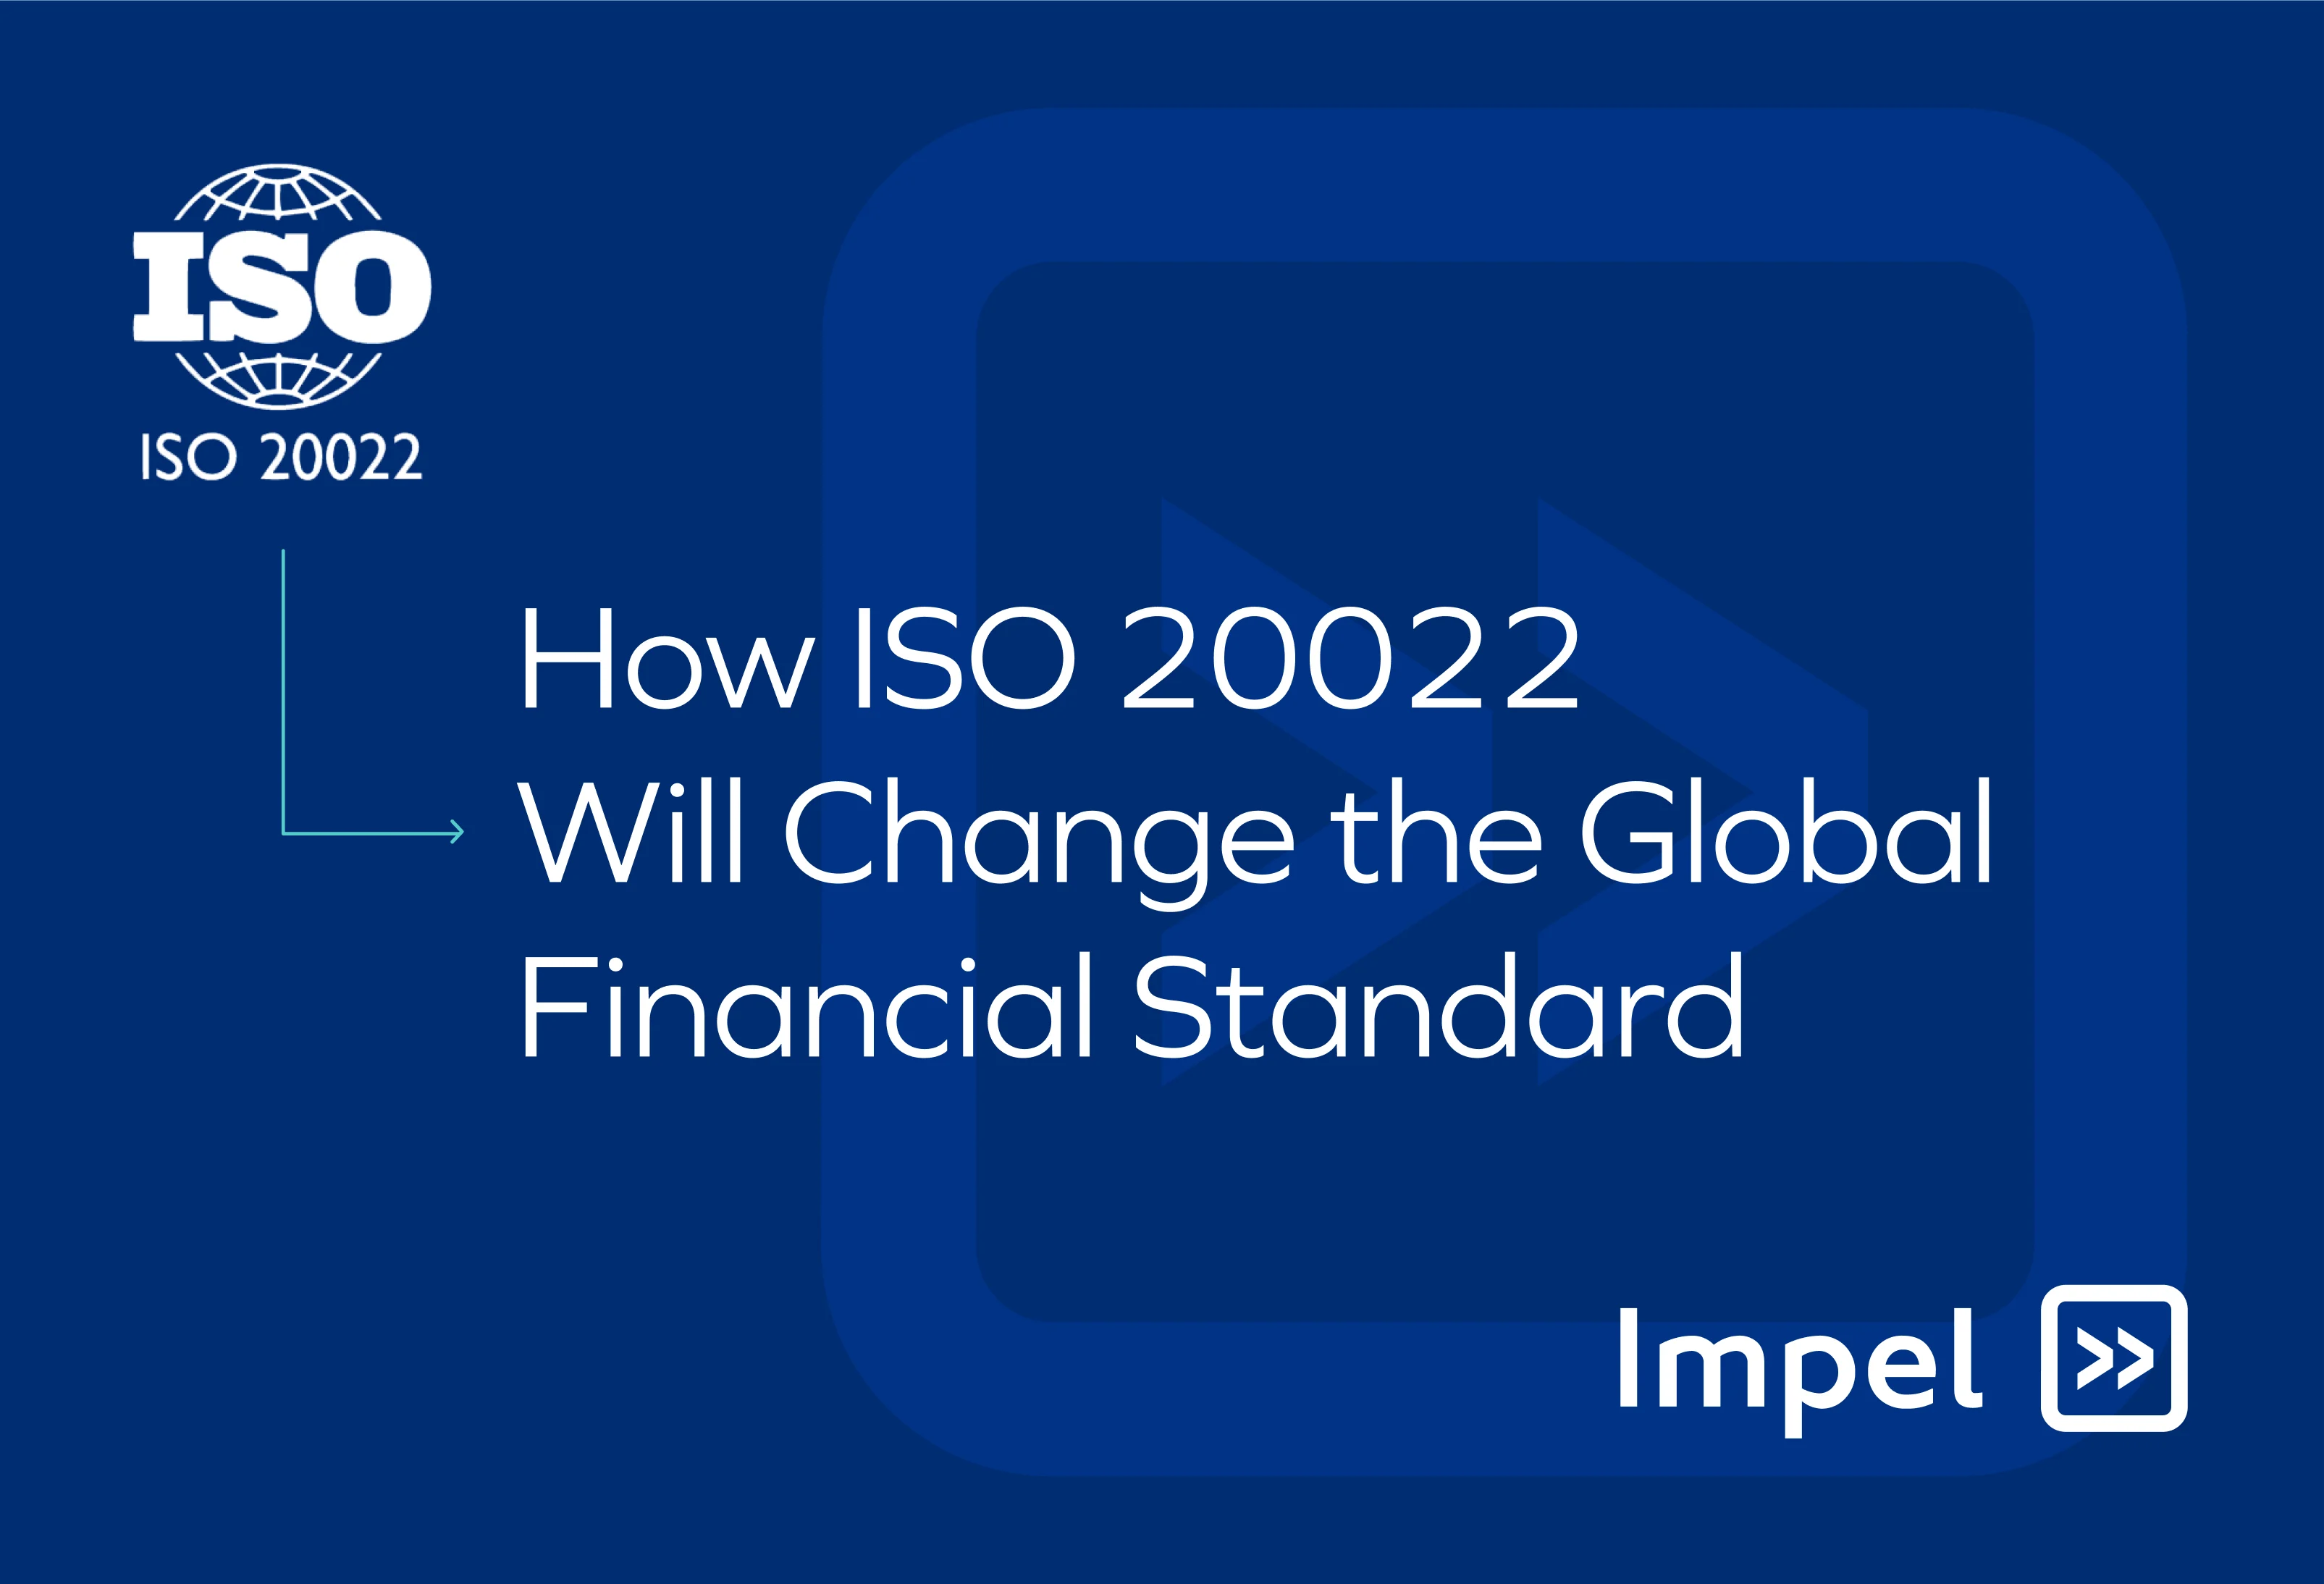 ISO
ISO 20022
How ISO 20022
Will Change the Global
Financial Standard
Impel